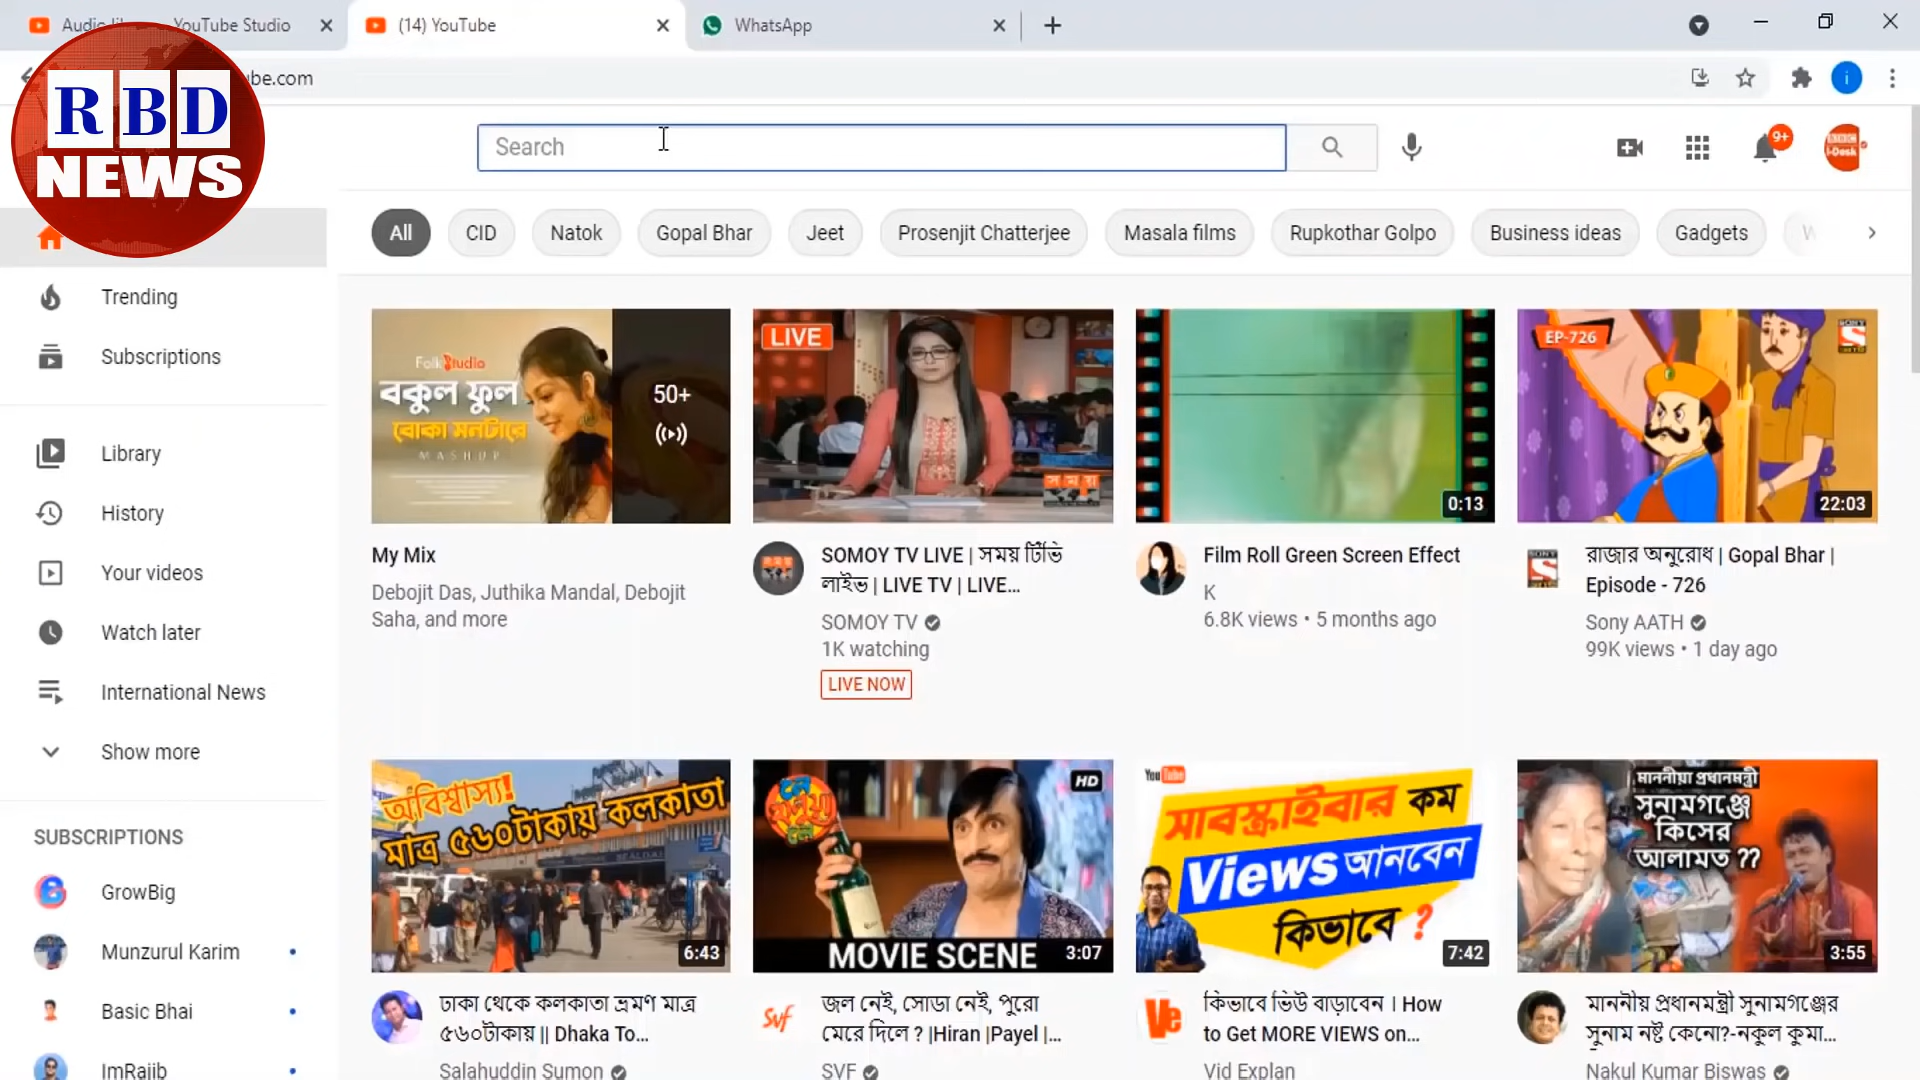 YouTube Studio
(14) YouTube
WhatsApp
be.com
RBD
NEWS
Search
9+
i-Desk
All
CID
Natok
Gopal Bhar
Jeet
Prosenjit Chatterjee
Masala films
Rupkothar Golpo
Business ideas
Gadgets
Trending
Subscriptions
Library
History
Your videos
Watch later
International News
Show more
SUBSCRIPTIONS
GrowBig
Munzurul Karim
Basic Bhai
ImRajib
Folk Studio
বকুল ফুল
বোকা মনটারে
MASHUP
50+
My Mix
Debojit Das, Juthika Mandal, Debojit
Saha, and more
LIVE
সময়
SOMOY TV LIVE | সময় টিভি
লাইভ | LIVE TV | LIVE...
SOMOY TV
1K watching
LIVE NOW
0:13
Film Roll Green Screen Effect
K
6.8K views • 5 months ago
EP-726
22:03
রাজার অনুরোধ | Gopal Bhar |
Episode - 726
Sony AATH
99K views • 1 day ago
অবিশ্বাস্য!
মাত্র ৫৬০টাকায় কলকাতা
6:43
ঢাকা থেকে কলকাতা ভ্রমণ মাত্র
৫৬০টাকায় || Dhaka To...
Salahuddin Sumon
HD
MOVIE SCENE
3:07
Svf
জল নেই, সোডা নেই, পুরো
মেরে দিলে ? |Hiran |Payel |...
SVF
YouTube
সাবস্ক্রাইবার কম
Views আনবেন
কিভাবে ?
7:42
Ve
কিভাবে ভিউ বাড়াবেন । How
to Get MORE VIEWS on...
Vid Explan
মাননীয়া প্রধানমন্ত্রী
সুনামগঞ্জে
কিসের
আলামত ??
3:55
মাননীয় প্রধানমন্ত্রী সুনামগঞ্জের
সুনাম নষ্ট কেনো?-নকুল কুমা...
Nakul Kumar Biswas